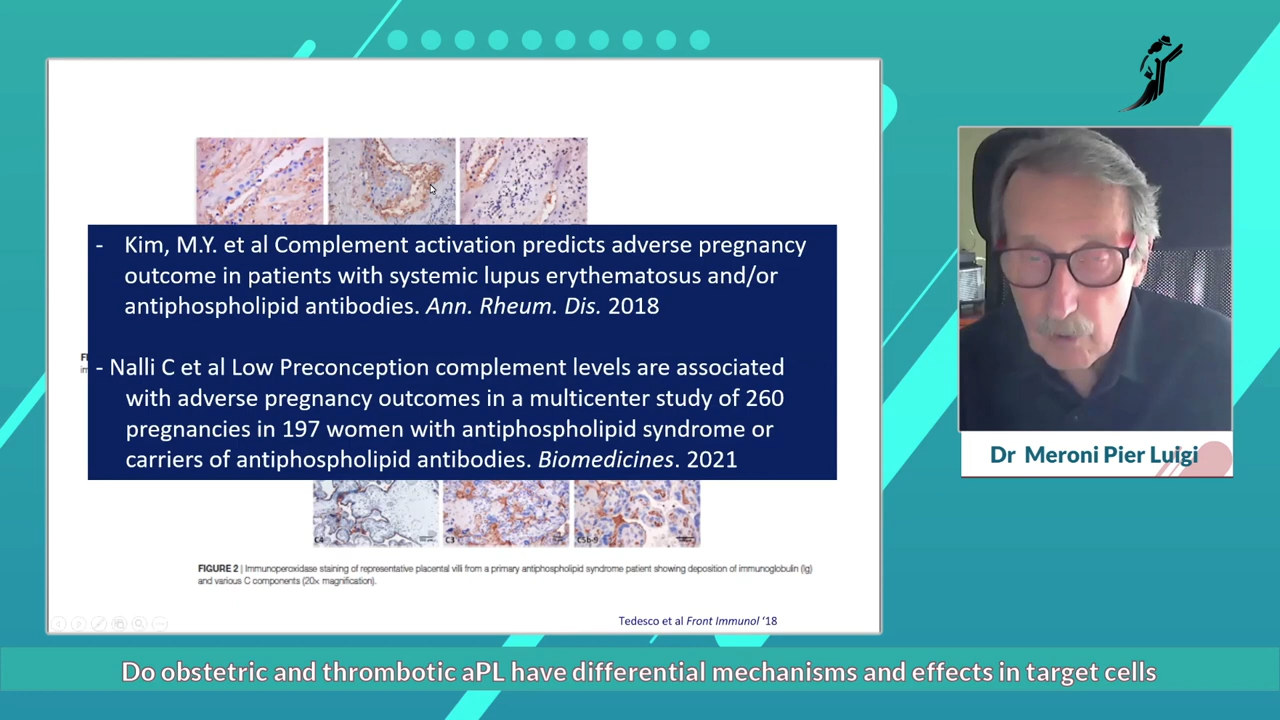 - Kim, M.Y. et al Complement activation predicts adverse pregnancy
outcome in patients with systemic lupus erythematosus and/or
antiphospholipid antibodies. Ann. Rheum. Dis. 2018
- Nalli C et al Low Preconception complement levels are associated
with adverse pregnancy outcomes in a multicenter study of 260
pregnancies in 197 women with antiphospholipid syndrome or
carriers of antiphospholipid antibodies. Biomedicines. 2021
C4
C3
C5b-9
FIGURE 2 | Immunoperoxidase staining of representative placental villi from a primary antiphospholipid syndrome patient showing deposition of immunoglobulin (Ig)
and various C components (20x magnification).
Tedesco et al Front Immunol '18
Dr Meroni Pier Luigi
Do obstetric and thrombotic aPL have differential mechanisms and effects in target cells